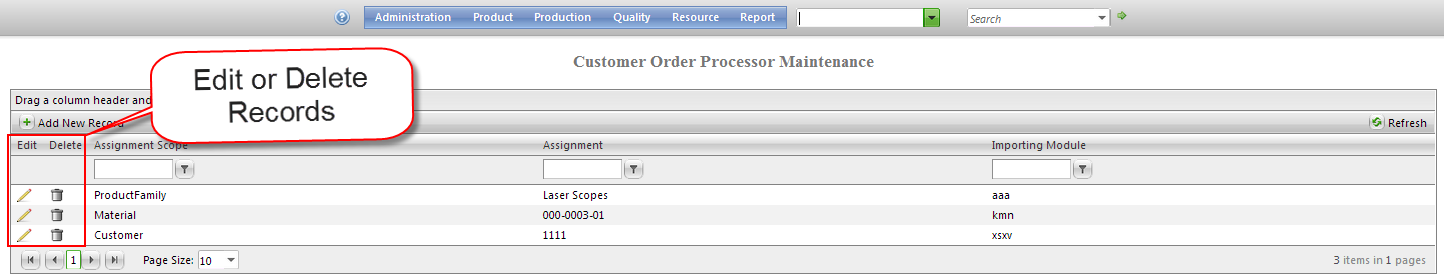 Administration Product Production Quality Resource Report Search
Customer Order Processor Maintenance
Edit or Delete
Records
Drag a column header and
Add New Record Refresh
Edit Delete Assignment Scope Assignment Importing Module
ProductFamily Laser Scopes aaa
Material 000-0003-01 kmn
Customer 1111 xsxv
1 Page Size: 10 3 items in 1 pages